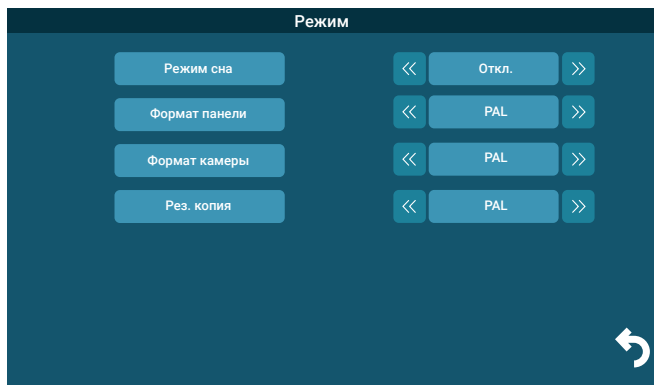 Режим
Режим сна Откл.
Формат панели PAL
Формат камеры PAL
Рез. копия PAL